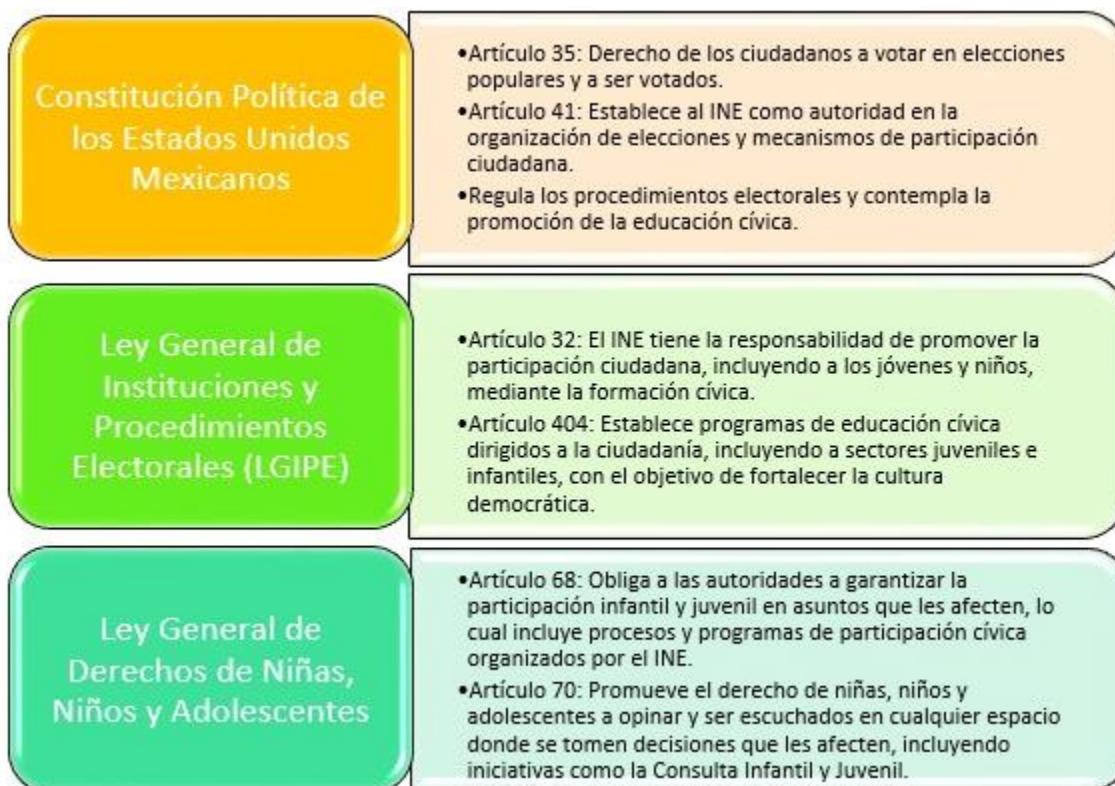 Constitución Política de
los Estados Unidos
Mexicanos
•Artículo 35: Derecho de los ciudadanos a votar en elecciones
populares y a ser votados.
•Artículo 41: Establece al INE como autoridad en la
organización de elecciones y mecanismos de participación
ciudadana.
•Regula los procedimientos electorales y contempla la
promoción de la educación cívica.
Ley General de
Instituciones y
Procedimientos
Electorales (LGIPE)
•Artículo 32: El INE tiene la responsabilidad de promover la
participación ciudadana, incluyendo a los jóvenes y niños,
mediante la formación cívica.
•Artículo 404: Establece programas de educación cívica
dirigidos a la ciudadanía, incluyendo a sectores juveniles e
infantiles, con el objetivo de fortalecer la cultura
democrática.
Ley General de
Derechos de Niñas,
Niños y Adolescentes
•Artículo 68: Obliga a las autoridades a garantizar la
participación infantil y juvenil en asuntos que les afecten, lo
cual incluye procesos y programas de participación cívica
organizados por el INE.
•Artículo 70: Promueve el derecho de niñas, niños y
adolescentes a opinar y ser escuchados en cualquier espacio
donde se tomen decisiones que les afecten, incluyendo
iniciativas como la Consulta Infantil y Juvenil.